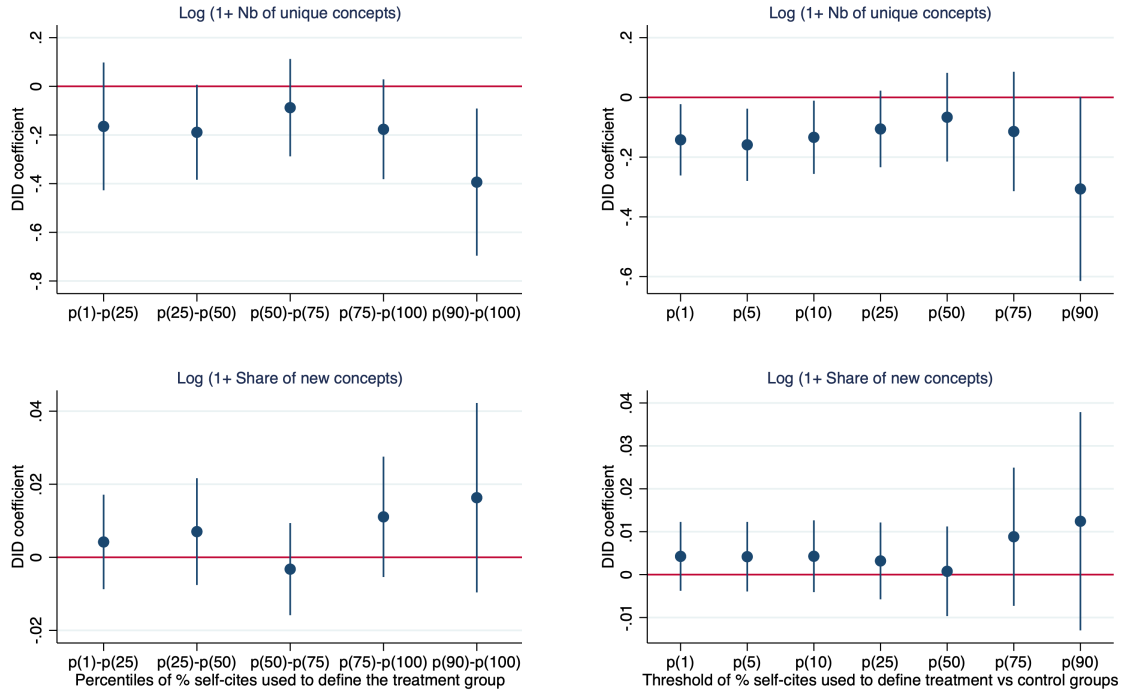 Log (1+ Nb of unique concepts)
DID coefficient
.2
0
-.2
-.4
-.6
-.8
p(1)-p(25) p(25)-p(50) p(50)-p(75) p(75)-p(100) p(90)-p(100)
Log (1+ Nb of unique concepts)
DID coefficient
.2
0
-.2
-.4
-.6
p(1) p(5) p(10) p(25) p(50) p(75) p(90)
Log (1+ Share of new concepts)
DID coefficient
.04
.02
0
-.02
p(1)-p(25) p(25)-p(50) p(50)-p(75) p(75)-p(100) p(90)-p(100)
Percentiles of % self-cites used to define the treatment group
Log (1+ Share of new concepts)
DID coefficient
.04
.03
.02
.01
0
-.01
p(1) p(5) p(10) p(25) p(50) p(75) p(90)
Threshold of % self-cites used to define treatment vs control groups